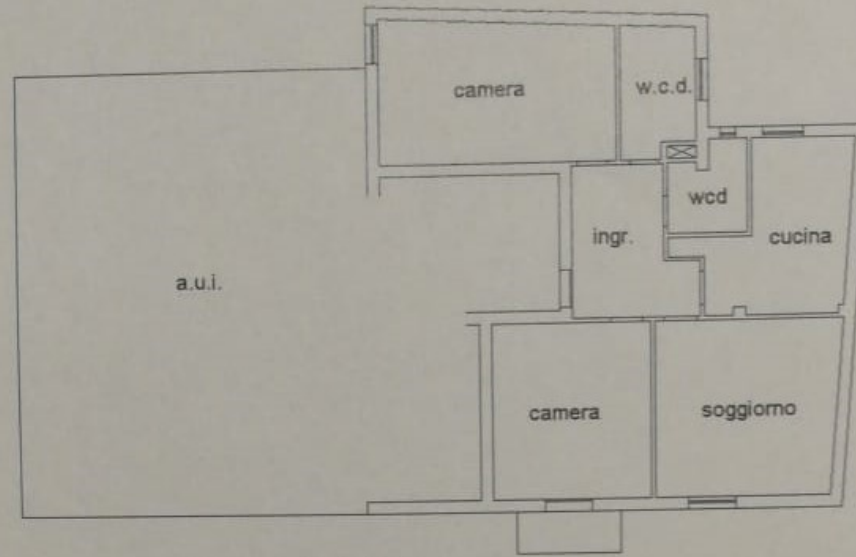 camera
w.c.d.
wcd
ingr.
cucina
a.u.i.
camera
soggiorno